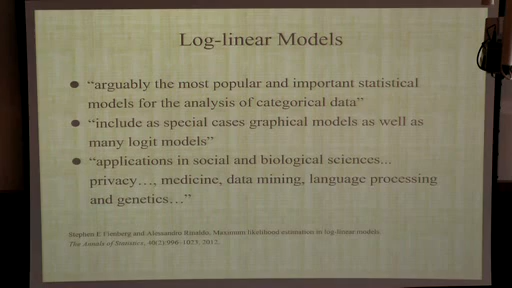 Log-linear Models
● “arguably the most popular and important statistical
models for the analysis of categorical data”
● “include as special cases graphical models as well as
many logit models”
● “applications in social and biological sciences...
privacy…, medicine, data mining, language processing
and genetics…”
Stephen E Fienberg and Alessandro Rinaldo. Maximum likelihood estimation in log-linear models.
The Annals of Statistics, 40(2):996–1023, 2012.